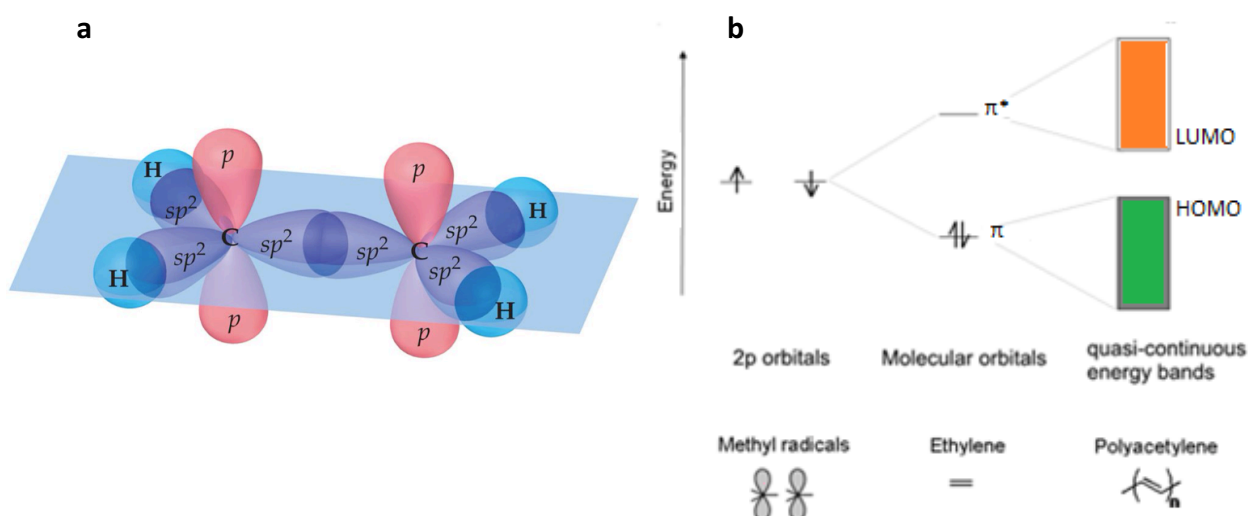 a
p
p
H
sp²
H
C
sp²
sp²
sp²
C
sp²
sp²
H
H
p
p
b
Energy
π*
LUMO
HOMO
π
2p orbitals
Molecular orbitals
quasi-continuous
energy bands
Methyl radicals
Ethylene
Polyacetylene
n